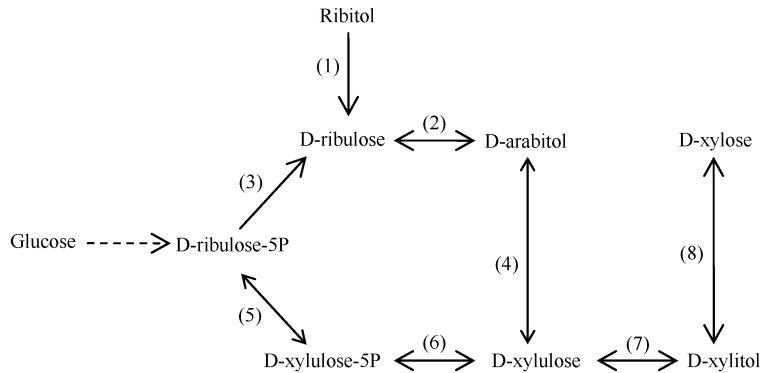 Ribitol
(1)
D-ribulose
(2)
D-arabitol
D-xylose
(3)
Glucose
D-ribulose-5P
(4)
(8)
(5)
D-xylulose-5P
(6)
D-xylulose
(7)
D-xylitol